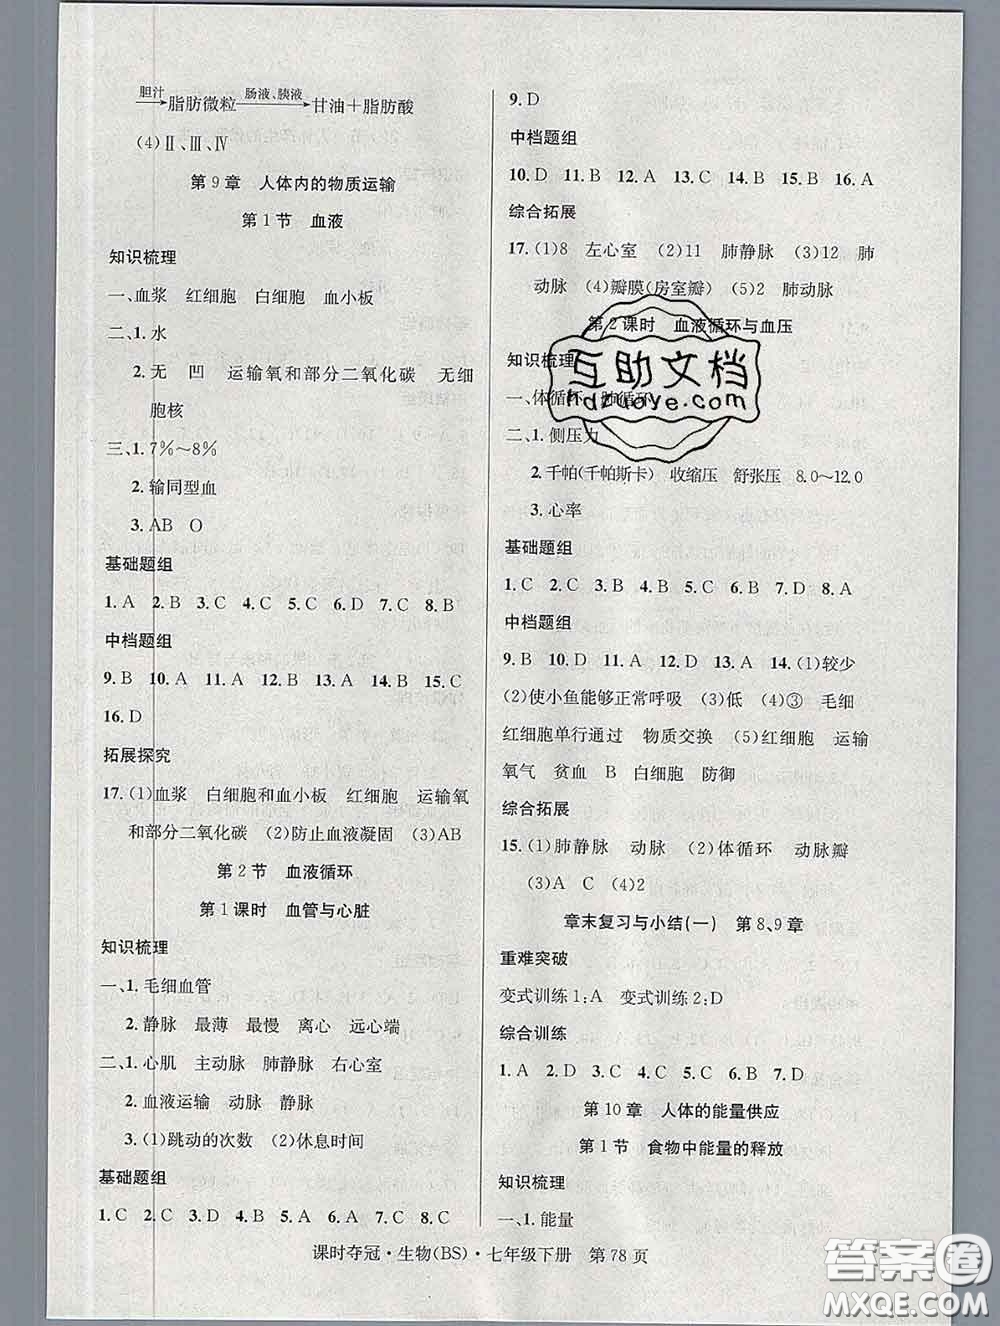 胆汁 肠液、胰液
→脂肪微粒→甘油+脂肪酸
(4)Ⅱ、Ⅲ、Ⅳ
第9章 人体内的物质运输
第1节 血液
知识梳理
一、血浆 红细胞 白细胞 血小板
二、1.水
2.无 凹 运输氧和部分二氧化碳 无细
胞核
三、1.7%~8%
2.输同型血
3.AB O
基础题组
1.A 2.B 3.C 4.C 5.C 6.D 7.C 8.B
中档题组
9.B 10.A 11.A 12.D 13.A 14.B 15.C
16.D
拓展探究
17.(1)血浆 白细胞和血小板 红细胞 运输氧
和部分二氧化碳 (2)防止血液凝固 (3)AB
第2节 血液循环
第1课时 血管与心脏
知识梳理
一、1.毛细血管
2.静脉 最薄 最慢 离心 远心端
二、1.心肌 主动脉 肺静脉 右心室
2.血液运输 动脉 静脉
3.(1)跳动的次数 (2)休息时间
基础题组
1.C 2.C 3.D 4.B 5.A 6.A 7.C 8.C
9.D
中档题组
10.D 11.B 12.C 13.A 14.B 15.B 16.A
综合拓展
17.(1)8 左心室 (2)11 肺静脉 (3)12 肺
动脉 (4)瓣膜(房室瓣) (5)2 肺动脉
第2课时 血液循环与血压
知识梳理
一、体循环 肺循环
二、1.侧压力
2.千帕(千帕斯卡) 收缩压 舒张压 8.0~12.0
3.心率
基础题组
1.C 2.C 3.D 4.B 5.B 6.B 7.D 8.A
中档题组
9.B 10.D 11.A 12.D 13.A 14.(1)较少
(2)使小鱼能够正常呼吸 (3)低 (4)③ 毛细
红细胞单行通过 物质交换 (5)红细胞 运输
氧气 贫血 B 白细胞 防御
综合拓展
15.(1)肺静脉 动脉 (2)体循环 动脉瓣
(3)A C (4)2
章末复习与小结(一) 第8、9章
重难突破
变式训练1:A 变式训练2:D
综合训练
1.A 2.D 3.B 4.C 5.C 6.B 7.D
第10章 人体的能量供应
第1节 食物中能量的释放
知识梳理
一、1.能量
互助文档
hdzuoye.com
课时夺冠·生物(BS)·七年级下册 第78页
答案圈
MXQE.COM